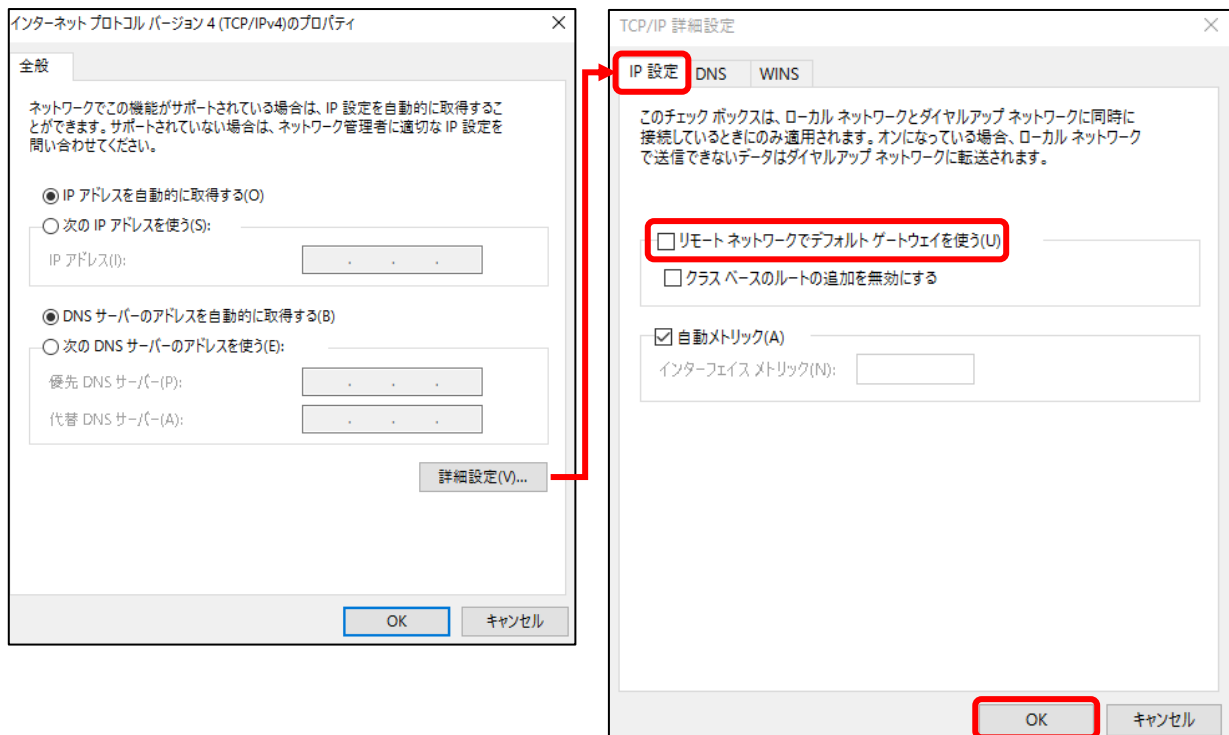 インターネット プロトコル バージョン 4 (TCP/IPv4)のプロパティ
全般
ネットワークでこの機能がサポートされている場合は、IP 設定を自動的に取得するこ
とができます。サポートされていない場合は、ネットワーク管理者に適切な IP 設定を
問い合わせてください。
IP アドレスを自動的に取得する(O)
次の IP アドレスを使う(S):
IP アドレス(I):
DNS サーバーのアドレスを自動的に取得する(B)
次の DNS サーバーのアドレスを使う(E):
優先 DNS サーバー(P):
代替 DNS サーバー(A):
詳細設定(V)...
OK
キャンセル
TCP/IP 詳細設定
IP 設定
DNS
WINS
このチェック ボックスは、ローカル ネットワークとダイヤルアップ ネットワークに同時に
接続しているときにのみ適用されます。オンになっている場合、ローカル ネットワーク
で送信できないデータはダイヤルアップ ネットワークに転送されます。
リモート ネットワークでデフォルト ゲートウェイを使う(U)
クラス ベースのルートの追加を無効にする
自動メトリック(A)
インターフェイス メトリック(N):
OK
キャンセル